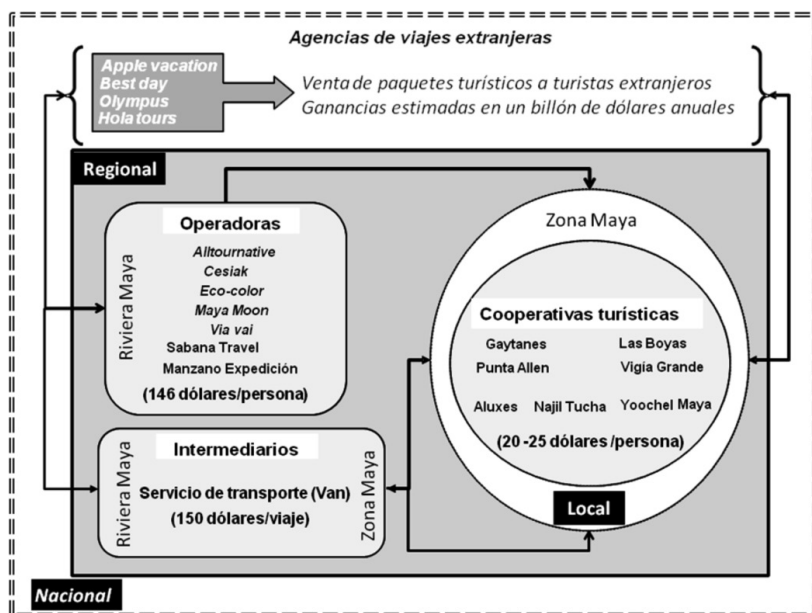 Agencias de viajes extranjeras
Apple vacation
Best day
Olympus
Hola tours
Venta de paquetes turísticos a turistas extranjeros
Ganancias estimadas en un billón de dólares anuales
Regional
Operadoras
Riviera Maya
Alltournative
Cesiak
Eco-color
Maya Moon
Via vai
Sabana Travel
Manzano Expedición
(146 dólares/persona)
Zona Maya
Cooperativas turísticas
Gaytanes Las Boyas
Punta Allen Vigía Grande
Aluxes Najil Tucha Yoochel Maya
(20 -25 dólares /persona)
Local
Intermediarios
Riviera Maya
Servicio de transporte (Van)
(150 dólares/viaje)
Zona Maya
Nacional